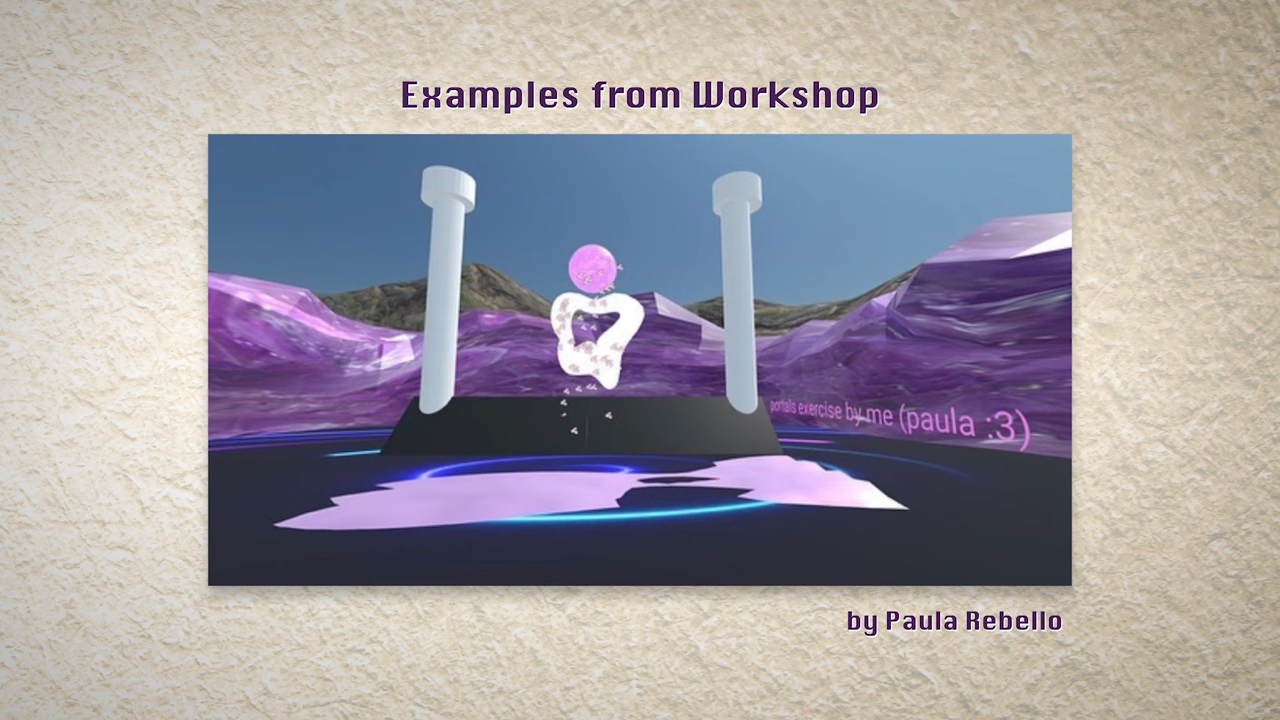 Examples from Workshop
portals exercise by me (paula :3)
by Paula Rebello